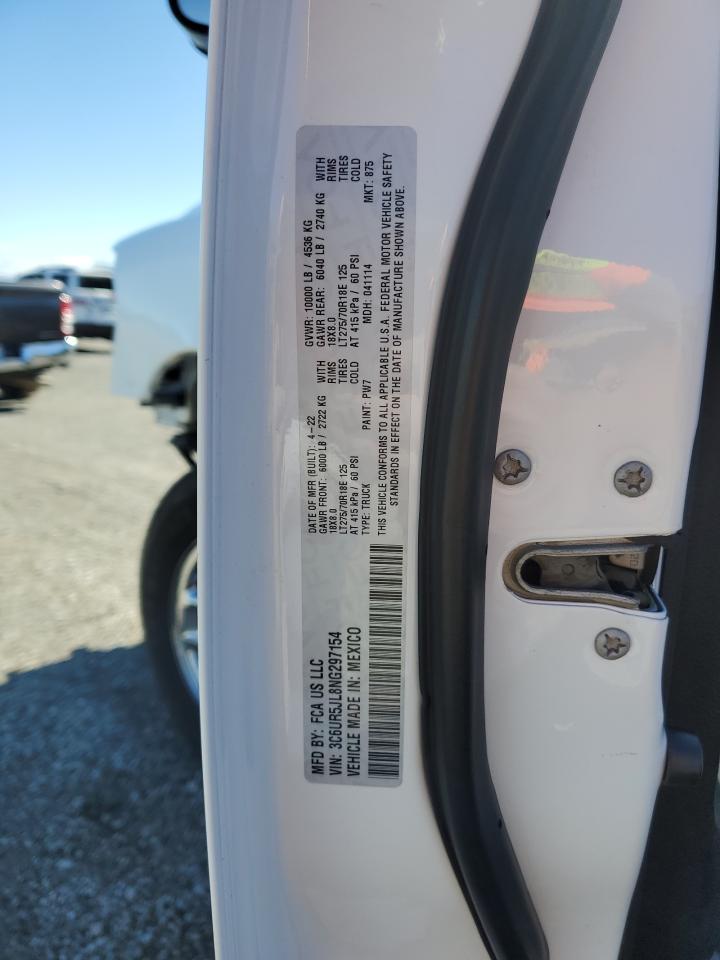 MFD BY: FCA US LLC
VIN: 3C6UR5JL8NG297154
VEHICLE MADE IN: MEXICO
DATE OF MFR (BUILT): 4-22
GVWR: 10000 LB / 4536 KG
GAWR FRONT: 6000 LB / 2722 KG WITH
GAWR REAR: 6040 LB / 2740 KG WITH
18X8.0 RIMS
18X8.0 RIMS
LT275/70R18E 125 TIRES
LT275/70R18E 125 TIRES
AT 415 kPa / 60 PSI COLD
AT 415 kPa / 60 PSI COLD
TYPE: TRUCK PAINT: PW7 MDH: 041114 MKT: 875
THIS VEHICLE CONFORMS TO ALL APPLICABLE U.S.A. FEDERAL MOTOR VEHICLE SAFETY
STANDARDS IN EFFECT ON THE DATE OF MANUFACTURE SHOWN ABOVE.